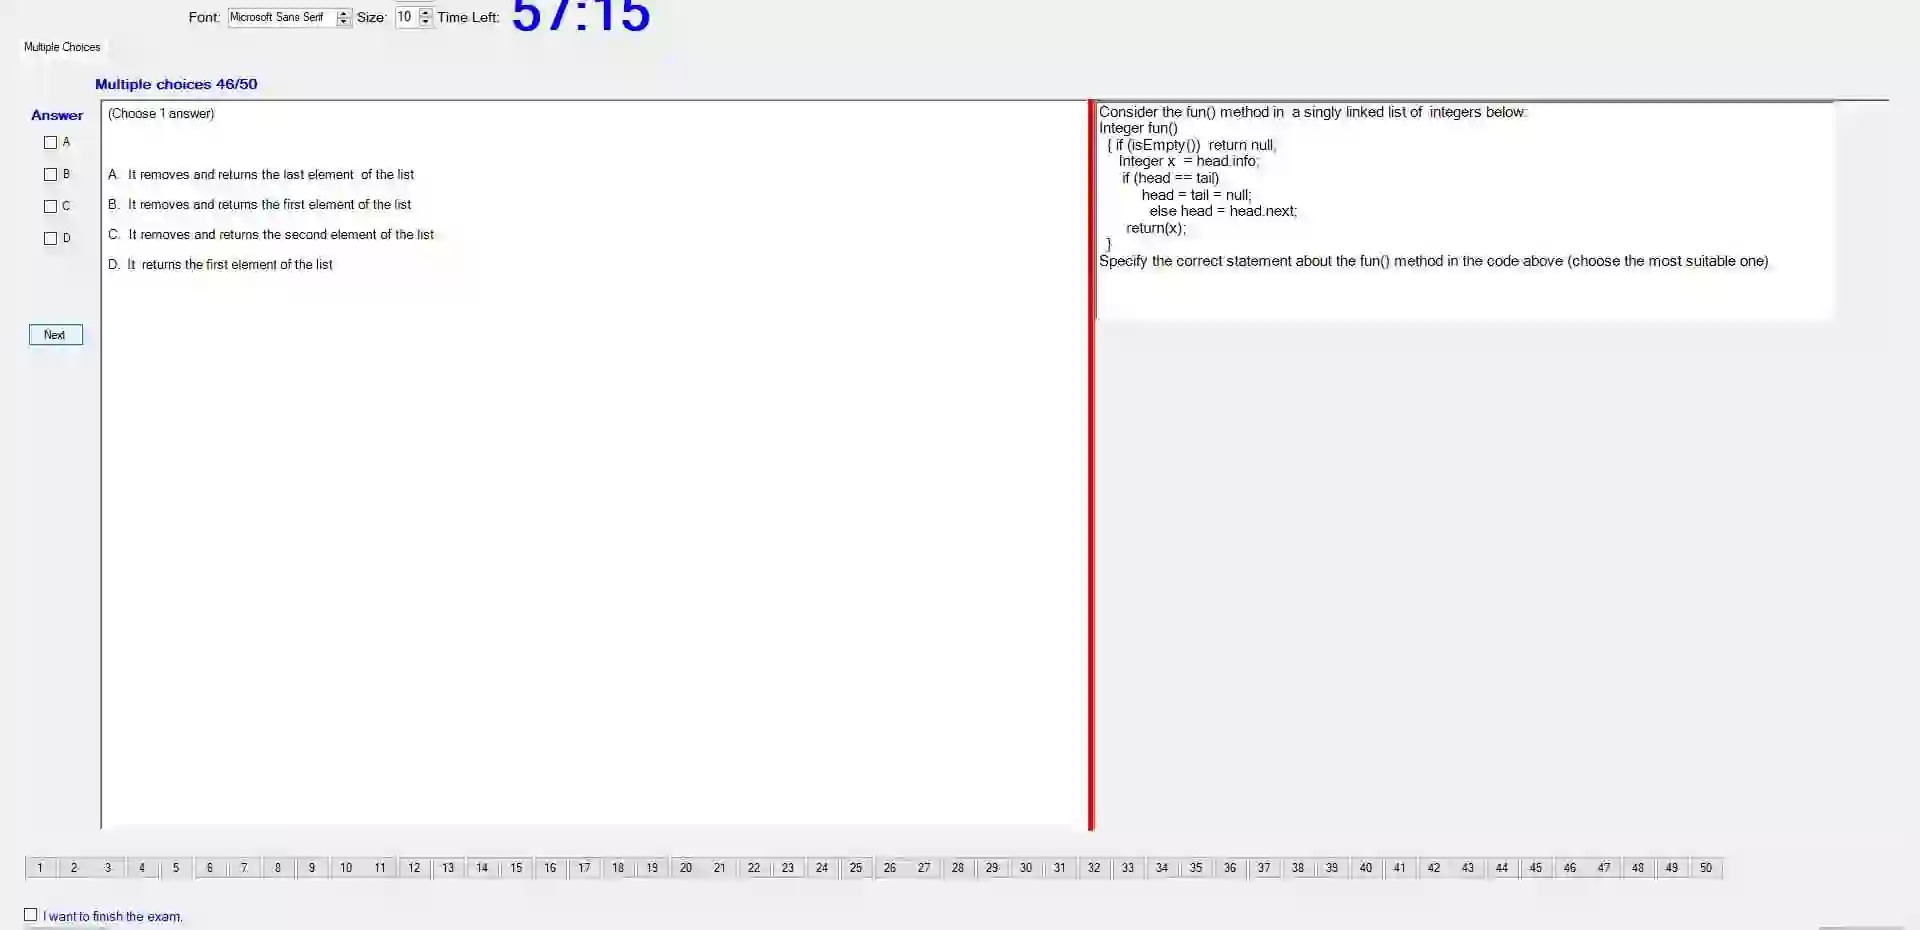 Font: Microsoft Sans Serif Size: 10 Time Left: 57:15
Multiple Choices
Multiple choices 46/50
Answer
A
B
C
D
Next
(Choose 1 answer)
A. It removes and returns the last element of the list
B. It removes and returns the first element of the list
C. It removes and returns the second element of the list
D. It returns the first element of the list
Consider the fun() method in a singly linked list of integers below:
Integer fun()
{ if (isEmpty()) return null;
Integer x = head.info;
if (head == tail)
head = tail = null;
else head = head.next;
return(x);
}
Specify the correct statement about the fun() method in the code above (choose the most suitable one)
1 2 3 4 5 6 7 8 9 10 11 12 13 14 15 16 17 18 19 20 21 22 23 24 25 26 27 28 29 30 31 32 33 34 35 36 37 38 39 40 41 42 43 44 45 46 47 48 49 50
I want to finish the exam.